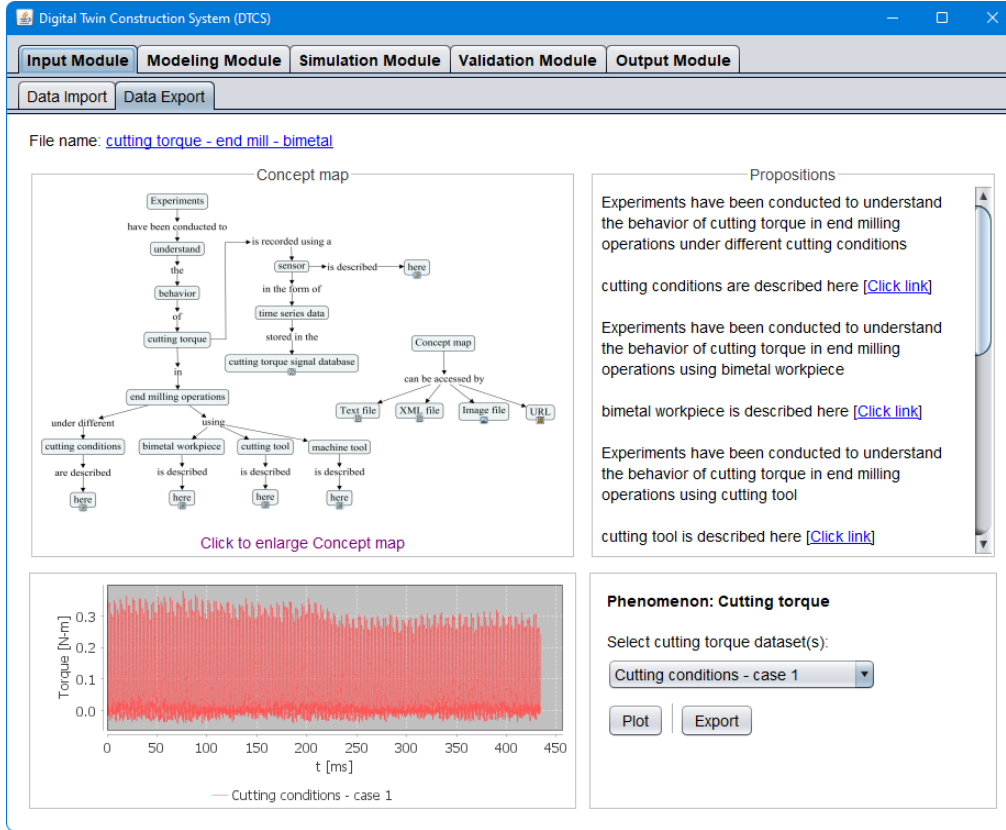 Digital Twin Construction System (DTCS)
Input Module
Modeling Module
Simulation Module
Validation Module
Output Module
Data Import
Data Export
File name: cutting torque - end mill - bimetal
Concept map
Experiments
have been conducted to
understand
the
behavior
of
cutting torque
in
end milling operations
under different
using
cutting conditions
bimetal workpiece
cutting tool
machine tool
are described
is described
is described
is described
here
here
here
here
is recorded using a
sensor
is described
here
in the form of
time series data
stored in the
cutting torque signal database
Concept map
can be accessed by
Text file
XML file
Image file
URL
Click to enlarge Concept map
Propositions
Experiments have been conducted to understand
the behavior of cutting torque in end milling
operations under different cutting conditions
cutting conditions are described here [Click link]
Experiments have been conducted to understand
the behavior of cutting torque in end milling
operations using bimetal workpiece
bimetal workpiece is described here [Click link]
Experiments have been conducted to understand
the behavior of cutting torque in end milling
operations using cutting tool
cutting tool is described here [Click link]
Torque [N-m]
0.3
0.2
0.1
0.0
0 50 100 150 200 250 300 350 400 450
t [ms]
Cutting conditions - case 1
Phenomenon: Cutting torque
Select cutting torque dataset(s):
Cutting conditions - case 1
Plot
Export